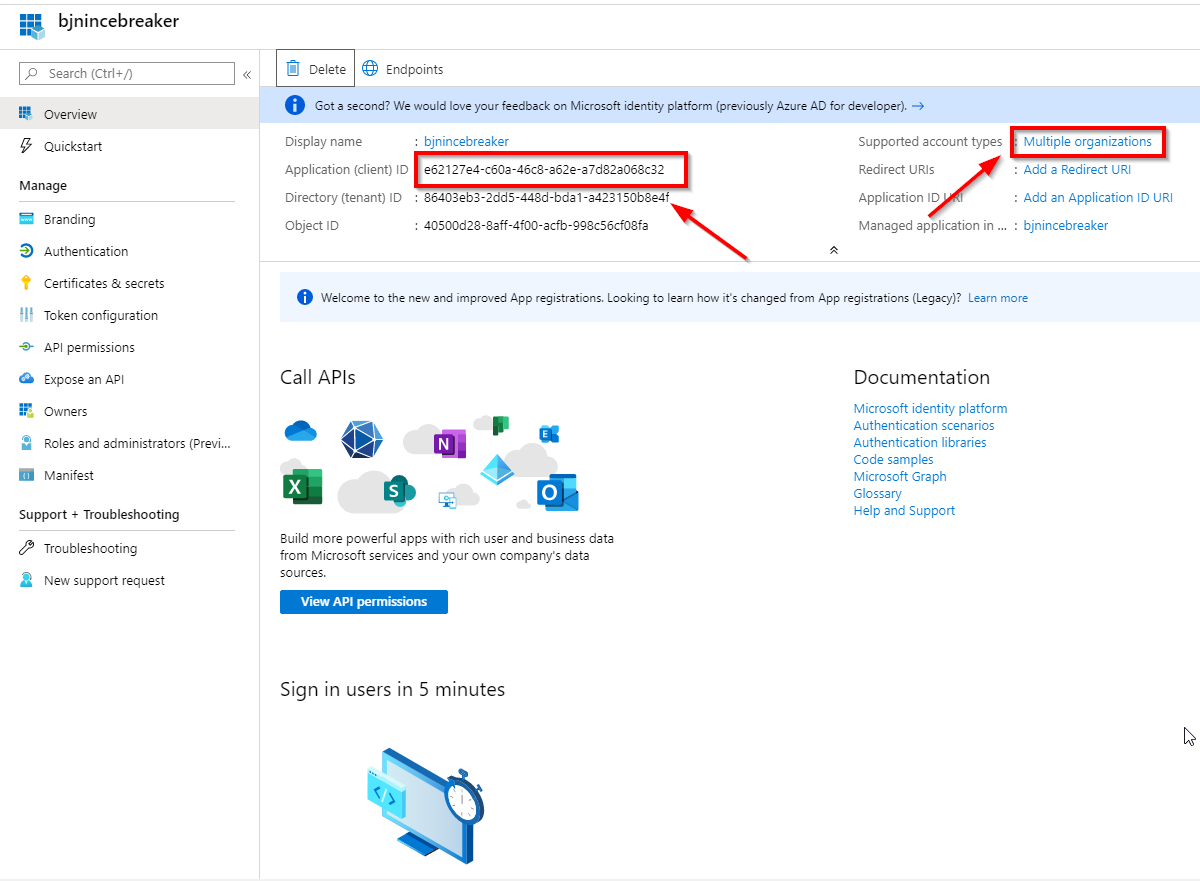 bjnincebreaker
Search (Ctrl+/)
«
Overview
Quickstart
Manage
Branding
Authentication
Certificates & secrets
Token configuration
API permissions
Expose an API
Owners
Roles and administrators (Previ...
Manifest
Support + Troubleshooting
Troubleshooting
New support request
Delete
Endpoints
Got a second? We would love your feedback on Microsoft identity platform (previously Azure AD for developer). →
Display name : bjnincebreaker
Application (client) ID : e62127e4-c60a-46c8-a62e-a7d82a068c32
Directory (tenant) ID : 86403eb3-2dd5-448d-bda1-a423150b8e4f
Object ID : 40500d28-8aff-4f00-acfb-998c56cf08fa
Supported account types : Multiple organizations
Redirect URIs : Add a Redirect URI
Application ID URI : Add an Application ID URI
Managed application in ... : bjnincebreaker
Welcome to the new and improved App registrations. Looking to learn how it's changed from App registrations (Legacy)? Learn more
Call APIs
N
E
X
S
O
Build more powerful apps with rich user and business data
from Microsoft services and your own company's data
sources.
View API permissions
Documentation
Microsoft identity platform
Authentication scenarios
Authentication libraries
Code samples
Microsoft Graph
Glossary
Help and Support
Sign in users in 5 minutes